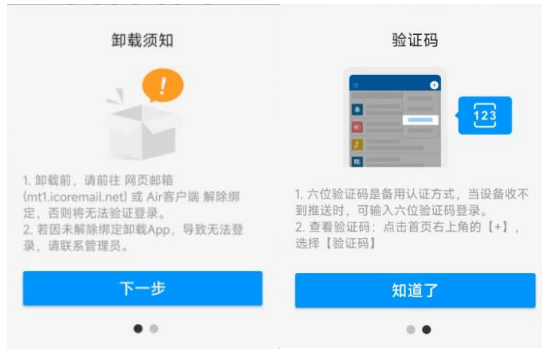 卸载须知
1. 卸载前，请前往 网页邮箱
(mt1.icoremail.net) 或 Air客户端 解除绑
定，否则将无法验证登录。
2. 若因未解除绑定卸载App，导致无法登
录，请联系管理员。
下一步
验证码
123
1. 六位验证码是备用认证方式，当设备收不
到推送时，可输入六位验证码登录。
2. 查看验证码：点击首页右上角的【+】，
选择【验证码】
知道了